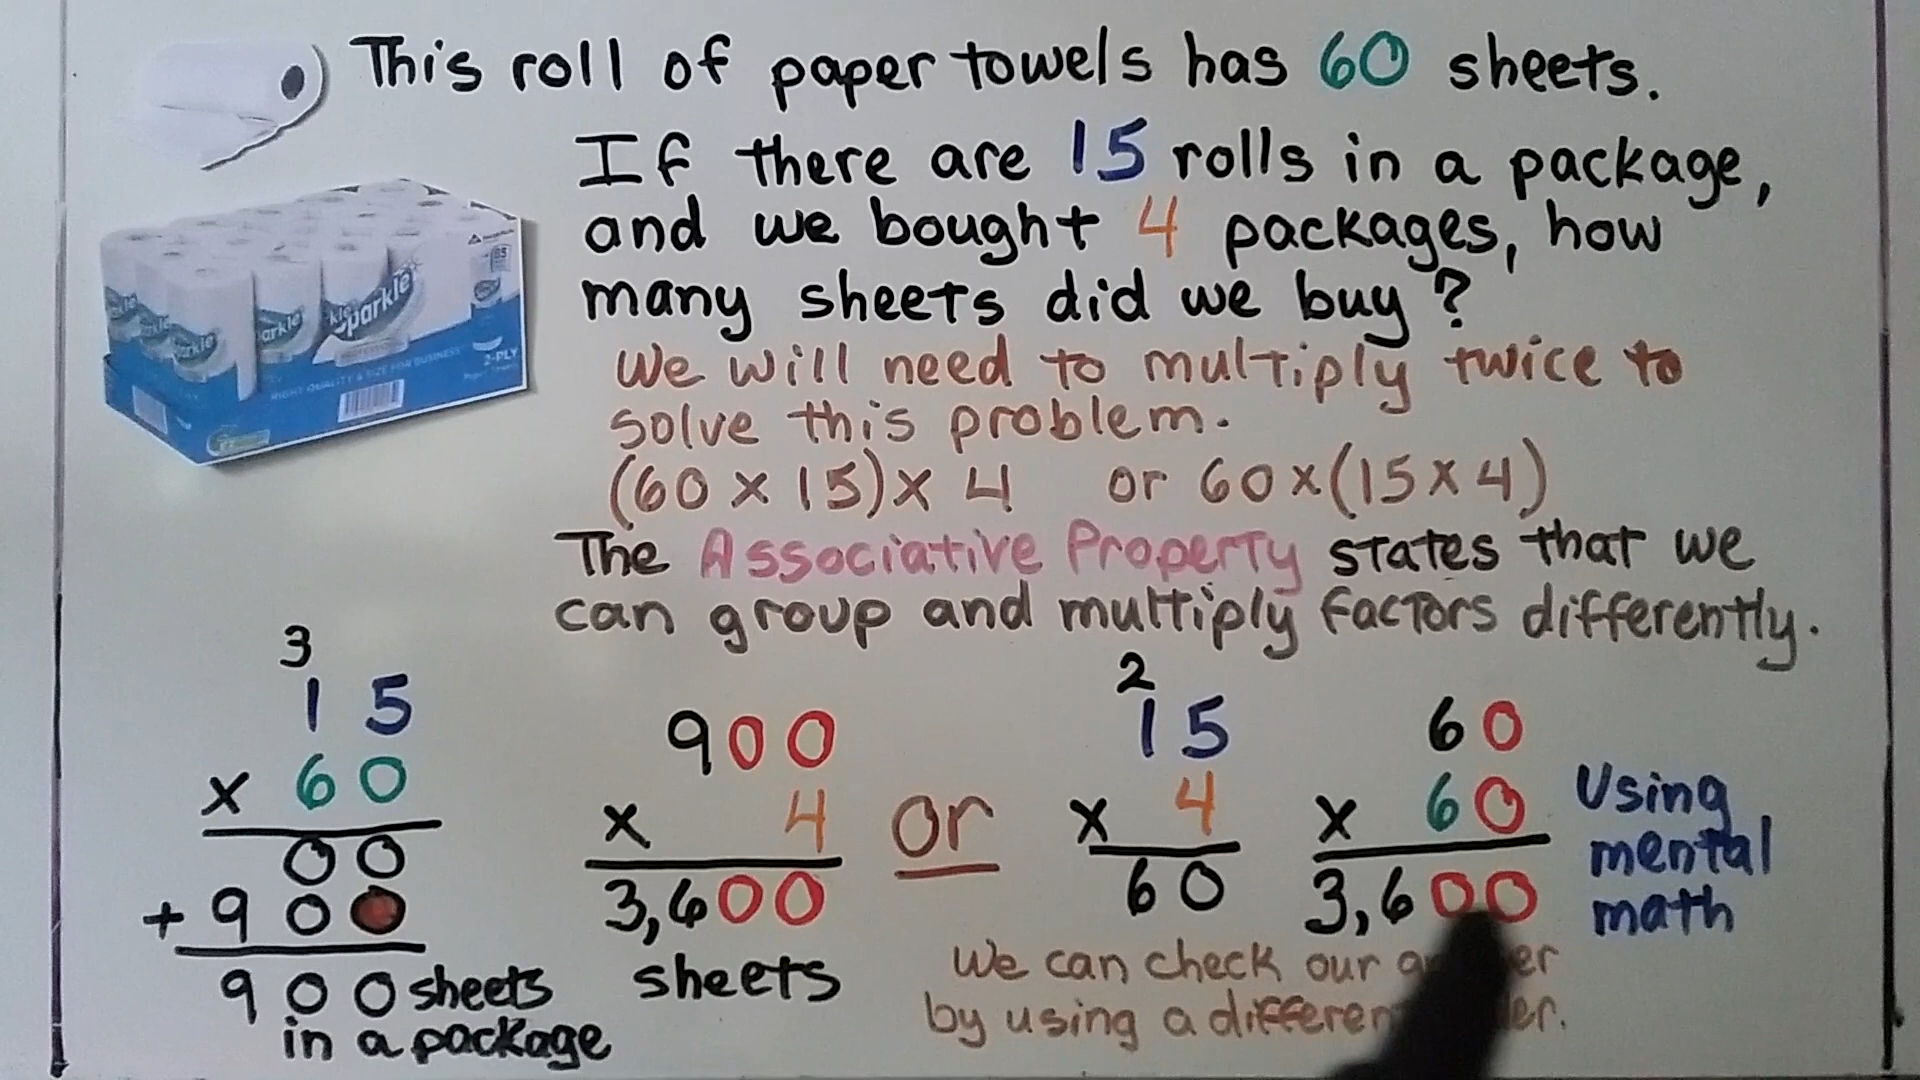 This roll of paper towels has 60 sheets.
If there are 15 rolls in a package,
and we bought 4 packages, how
many sheets did we buy?
We will need to multiply twice to
solve this problem.
(60 x 15) x 4 or 60 x (15 x 4)
The Associative Property states that we
can group and multiply factors differently.
3
15
x 60
00
+ 900
900 sheets
in a package
900
x 4
3,600
sheets
or
2
15
x 4
60
60
x 60
3,600
Using
mental
math
We can check our
by using a
Sparkle
2-PLY